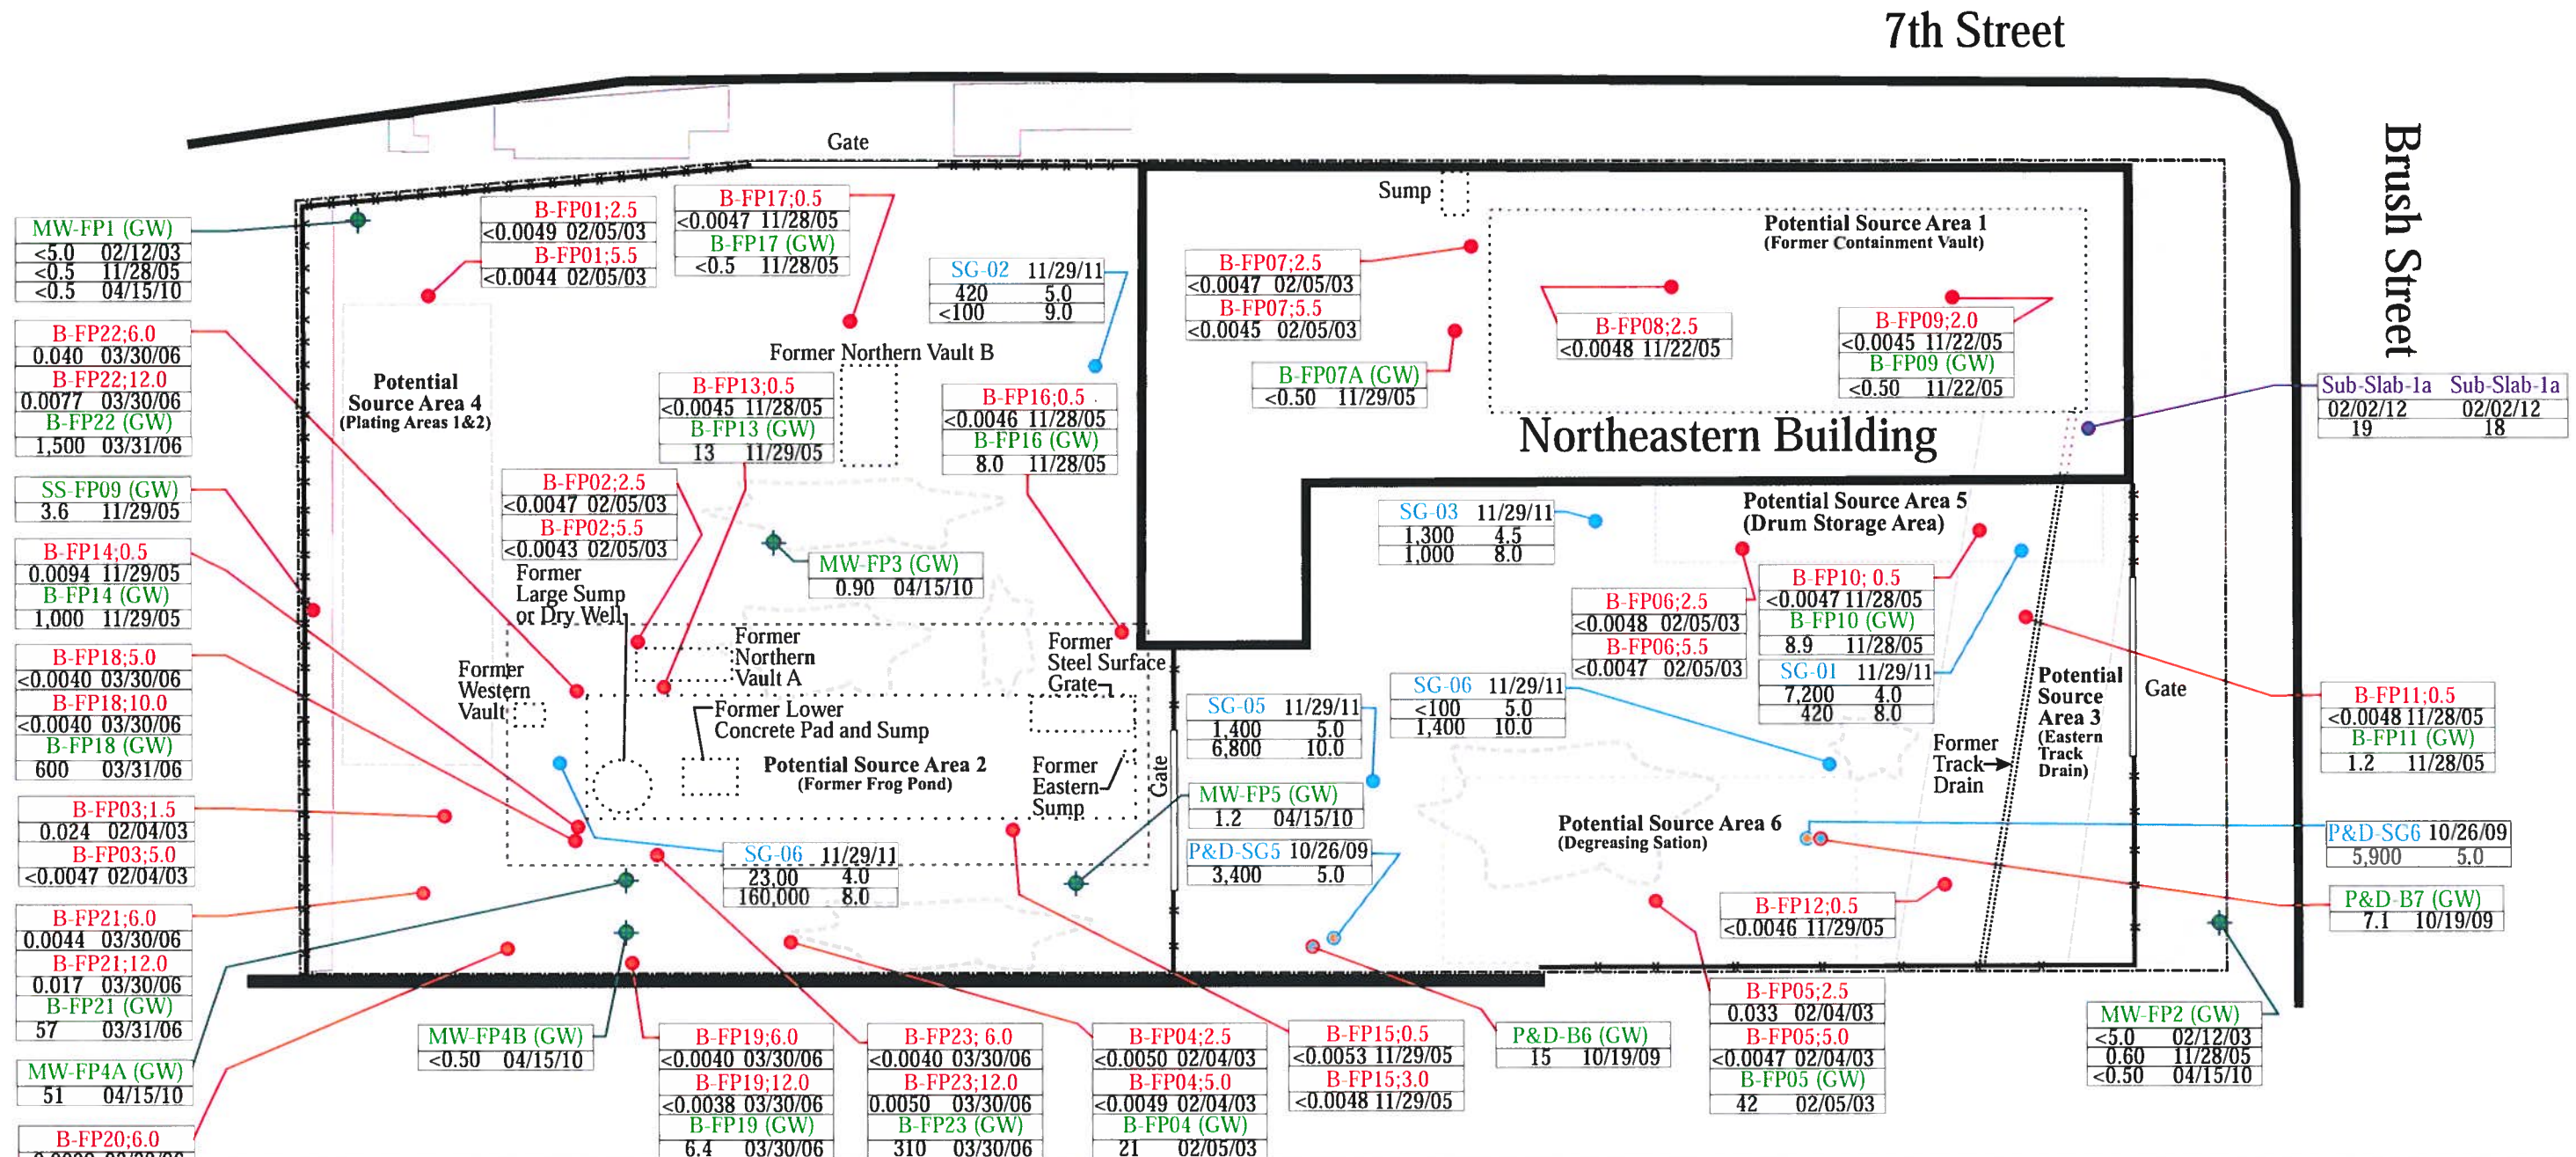 7th Street
Brush Street
Gate
MW-FP1 (GW)
<5.0 02/12/03
<0.5 11/28/05
<0.5 04/15/10
B-FP01;2.5
<0.0049 02/05/03
B-FP01;5.5
<0.0044 02/05/03
B-FP17;0.5
<0.0047 11/28/05
B-FP17 (GW)
<0.5 11/28/05
SG-02 11/29/11
420 5.0
<100 9.0
Sump
Potential Source Area 1
(Former Containment Vault)
B-FP07;2.5
<0.0047 02/05/03
B-FP07;5.5
<0.0045 02/05/03
B-FP07A (GW)
<0.50 11/29/05
B-FP08;2.5
<0.0048 11/22/05
B-FP09;2.0
<0.0045 11/22/05
B-FP09 (GW)
<0.50 11/22/05
Northeastern Building
Sub-Slab-1a Sub-Slab-1a
02/02/12 02/02/12
19 18
B-FP22;6.0
0.040 03/30/06
B-FP22;12.0
0.0077 03/30/06
B-FP22 (GW)
1,500 03/31/06
Potential
Source Area 4
(Plating Areas 1&2)
Former Northern Vault B
B-FP13;0.5
<0.0045 11/28/05
B-FP13 (GW)
13 11/29/05
B-FP16;0.5
<0.0046 11/28/05
B-FP16 (GW)
8.0 11/28/05
B-FP02;2.5
<0.0047 02/05/03
B-FP02;5.5
<0.0043 02/05/03
MW-FP3 (GW)
0.90 04/15/10
SS-FP09 (GW)
3.6 11/29/05
B-FP14;0.5
0.0094 11/29/05
B-FP14 (GW)
1,000 11/29/05
B-FP18;5.0
<0.0040 03/30/06
B-FP18;10.0
<0.0040 03/30/06
B-FP18 (GW)
600 03/31/06
Former
Large Sump
or Dry Well
Former
Western
Vault
Former
Northern
Vault A
Former Lower
Concrete Pad and Sump
Former
Steel Surface
Grate
Potential Source Area 2
(Former Frog Pond)
Former
Eastern
Sump
Gate
SG-03 11/29/11
1,300 4.5
1,000 8.0
Potential Source Area 5
(Drum Storage Area)
B-FP06;2.5
<0.0048 02/05/03
B-FP06;5.5
<0.0047 02/05/03
B-FP10; 0.5
<0.0047 11/28/05
B-FP10 (GW)
8.9 11/28/05
SG-01 11/29/11
7,200 4.0
420 8.0
SG-05 11/29/11
1,400 5.0
6,800 10.0
SG-06 11/29/11
<100 5.0
1,400 10.0
Potential
Source
Area 3
(Eastern
Track
Drain)
Gate
Former
Track
Drain
B-FP11;0.5
<0.0048 11/28/05
B-FP11 (GW)
1.2 11/28/05
MW-FP5 (GW)
1.2 04/15/10
P&D-SG5 10/26/09
3,400 5.0
Potential Source Area 6
(Degreasing Sation)
P&D-SG6 10/26/09
5,900 5.0
P&D-B7 (GW)
7.1 10/19/09
B-FP12;0.5
<0.0046 11/29/05
B-FP03;1.5
0.024 02/04/03
B-FP03;5.0
<0.0047 02/04/03
SG-06 11/29/11
23,00 4.0
160,000 8.0
B-FP21;6.0
0.0044 03/30/06
B-FP21;12.0
0.017 03/30/06
B-FP21 (GW)
57 03/31/06
MW-FP4A (GW)
51 04/15/10
B-FP20;6.0
MW-FP4B (GW)
<0.50 04/15/10
B-FP19;6.0
<0.0040 03/30/06
B-FP19;12.0
<0.0038 03/30/06
B-FP19 (GW)
6.4 03/30/06
B-FP23; 6.0
<0.0040 03/30/06
B-FP23;12.0
0.0050 03/30/06
B-FP23 (GW)
310 03/30/06
B-FP04;2.5
<0.0050 02/04/03
B-FP04;5.0
<0.0049 02/04/03
B-FP04 (GW)
21 02/05/03
B-FP15;0.5
<0.0053 11/29/05
B-FP15;3.0
<0.0048 11/29/05
P&D-B6 (GW)
15 10/19/09
B-FP05;2.5
0.033 02/04/03
B-FP05;5.0
<0.0047 02/04/03
B-FP05 (GW)
42 02/05/03
MW-FP2 (GW)
<5.0 02/12/03
0.60 11/28/05
<0.50 04/15/10